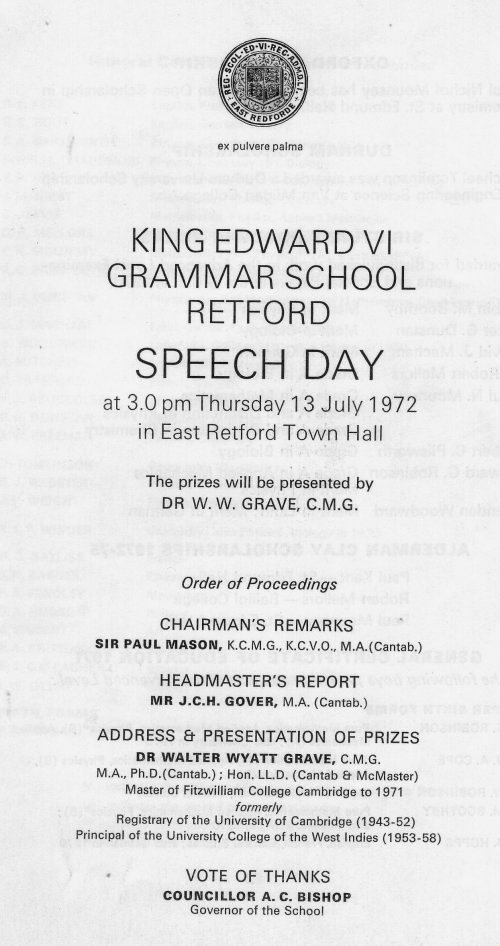 REG·SCOL·ED·VI·REG·A·D·M·D·L·I·
EAST REDFORDE
ex pulvere palma
KING EDWARD VI
GRAMMAR SCHOOL
RETFORD
SPEECH DAY
at 3.0 pm Thursday 13 July 1972
in East Retford Town Hall
The prizes will be presented by
DR W. W. GRAVE, C.M.G.
Order of Proceedings
CHAIRMAN'S REMARKS
SIR PAUL MASON, K.C.M.G., K.C.V.O., M.A.(Cantab.)
HEADMASTER'S REPORT
MR J.C.H. GOVER, M.A. (Cantab.)
ADDRESS & PRESENTATION OF PRIZES
DR WALTER WYATT GRAVE, C.M.G.
M.A., Ph.D.(Cantab.) ; Hon. LL.D. (Cantab & McMaster)
Master of Fitzwilliam College Cambridge to 1971
formerly
Registrary of the University of Cambridge (1943-52)
Principal of the University College of the West Indies (1953-58)
VOTE OF THANKS
COUNCILLOR A. C. BISHOP
Governor of the School